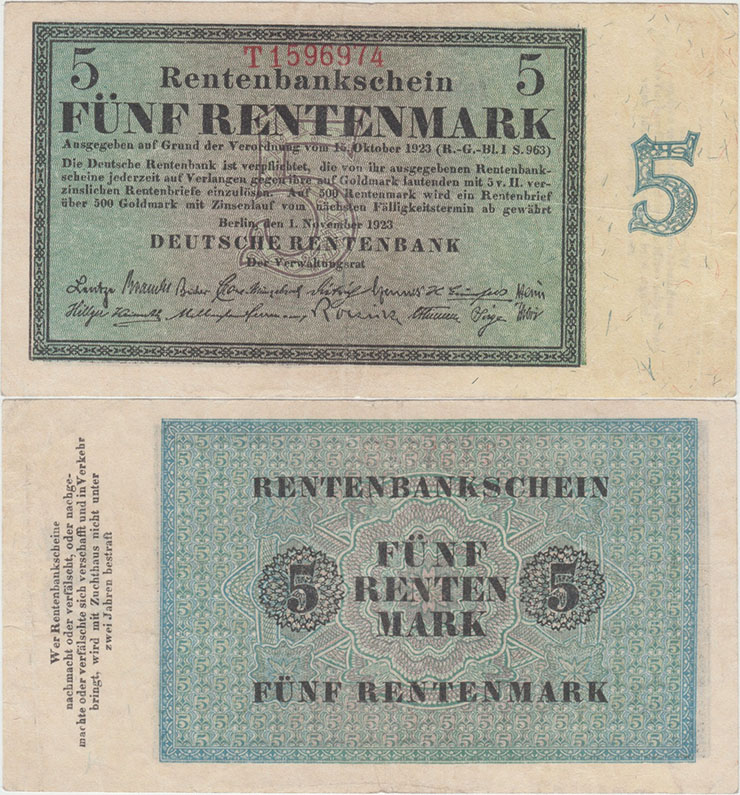 T1596974
5 Rentenbankschein 5
FÜNF RENTENMARK
Ausgegeben auf Grund der Verordnung vom 15. Oktober 1923 (R.-G.-Bl. I S. 963)
Die Deutsche Rentenbank ist verpflichtet, die von ihr ausgegebenen Rentenbank-
scheine jederzeit auf Verlangen gegen ihre auf Goldmark lautenden mit 5 v. H. ver-
zinslichen Rentenbriefe einzulösen. Auf 500 Rentenmark wird ein Rentenbrief
über 500 Goldmark mit Zinsenlauf vom nächsten Fälligkeitstermin ab gewährt
Berlin, den 1. November 1923
DEUTSCHE RENTENBANK
Der Verwaltungsrat
Lentze
5
Wer Rentenbankscheine
nachmacht oder verfälscht, oder nachge-
machte oder verfälschte sich verschafft und in Verkehr
bringt, wird mit Zuchthaus nicht unter
zwei Jahren bestraft
RENTENBANKSCHEIN
5 FÜNF 5
RENTEN
MARK
FÜNF RENTENMARK